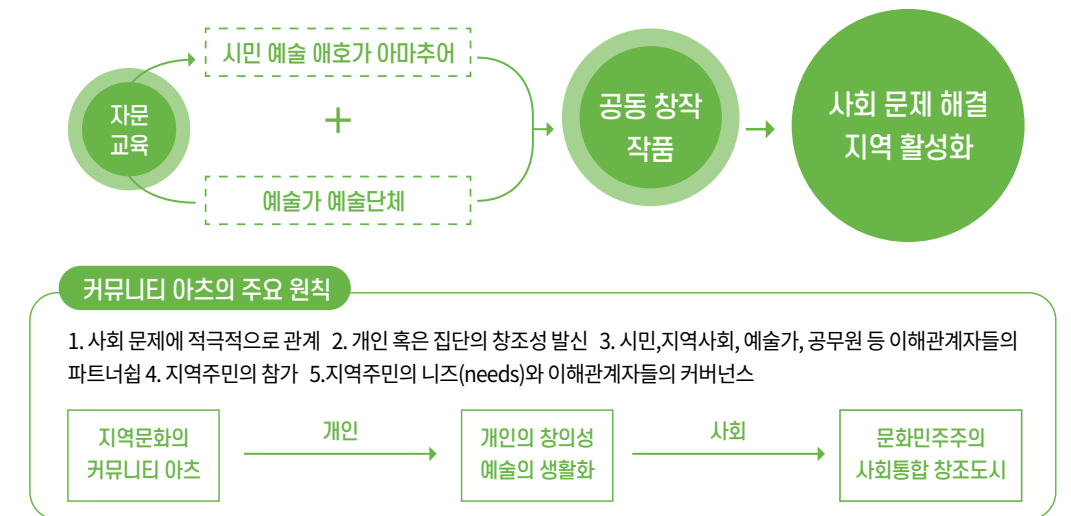 시민 예술 애호가 아마추어
자문
교육
+
예술가 예술단체
공동 창작
작품
사회 문제 해결
지역 활성화
커뮤니티 아츠의 주요 원칙
1. 사회 문제에 적극적으로 관계 2. 개인 혹은 집단의 창조성 발신 3. 시민,지역사회, 예술가, 공무원 등 이해관계자들의
파트너쉽 4. 지역주민의 참가 5.지역주민의 니즈(needs)와 이해관계자들의 커버넌스
지역문화의
커뮤니티 아츠
개인
개인의 창의성
예술의 생활화
사회
문화민주주의
사회통합 창조도시